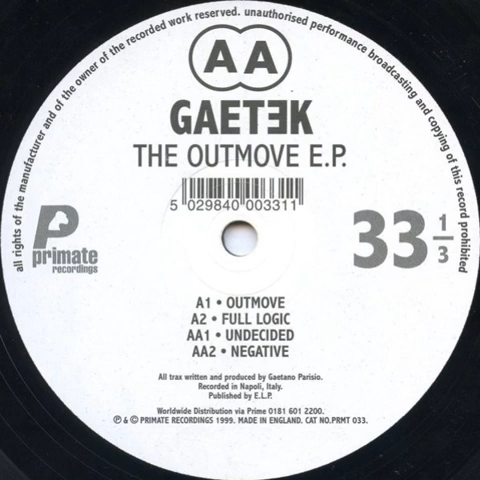 all rights of the manufacturer and of the owner of the recorded work reserved. unauthorised performance broadcasting and copying of this record prohibited
AA
GAETƎK
THE OUTMOVE E.P.
5 029840 003311
primate
recordings
33 1/3
A1 • OUTMOVE
A2 • FULL LOGIC
AA1 • UNDECIDED
AA2 • NEGATIVE
All trax written and produced by Gaetano Parisio.
Recorded in Napoli, Italy.
Published by E.L.P.
Worldwide Distribution via Prime 0181 601 2200.
℗ & © PRIMATE RECORDINGS 1999. MADE IN ENGLAND. CAT NO.PRMT 033.